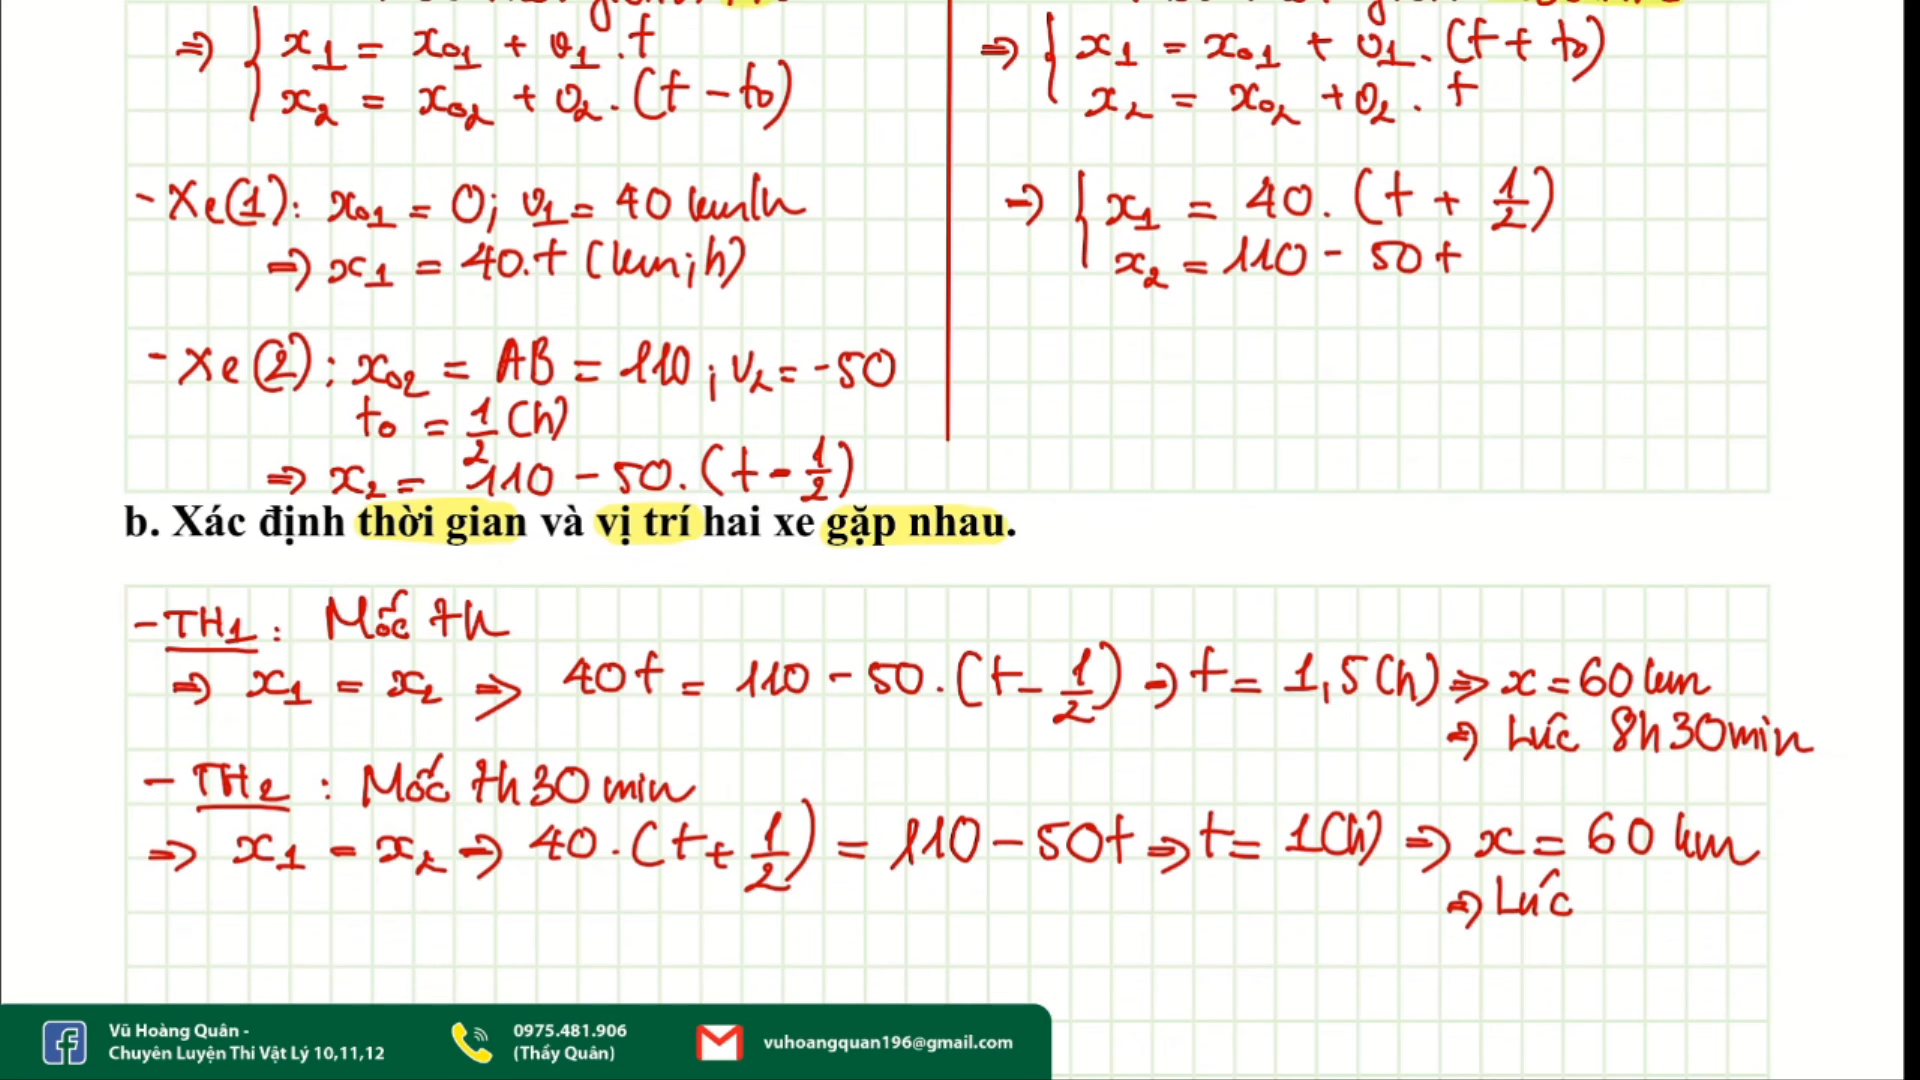 ⇒ { x₁ = x₀₁ + v₁.t
x₂ = x₀₂ + v₂.(t - t₀)
- Xe(1): x₀₁ = 0; v₁ = 40 km/h
⇒ x₁ = 40.t (km;h)
- Xe(2): x₀₂ = AB = 110; v₂ = -50
t₀ = 1/2 (h)
⇒ x₂ = 110 - 50.(t - 1/2)
⇒ { x₁ = x₀₁ + v₁.(t + t₀)
x₂ = x₀₂ + v₂.t
→ { x₁ = 40.(t + 1/2)
x₂ = 110 - 50t
b. Xác định thời gian và vị trí hai xe gặp nhau.
- TH1: Mốc 7h
⇒ x₁ = x₂ ⇒ 40t = 110 - 50.(t - 1/2) → t = 1,5(h) ⇒ x = 60 km
⇒ Lúc 8h30min
- TH2: Mốc 7h30min
⇒ x₁ = x₂ → 40.(t + 1/2) = 110 - 50t ⇒ t = 1(h) ⇒ x = 60 km
⇒ Lúc
Vũ Hoàng Quân -
Chuyên Luyện Thi Vật Lý 10,11,12
0975.481.906
(Thầy Quân)
vuhoangquan196@gmail.com